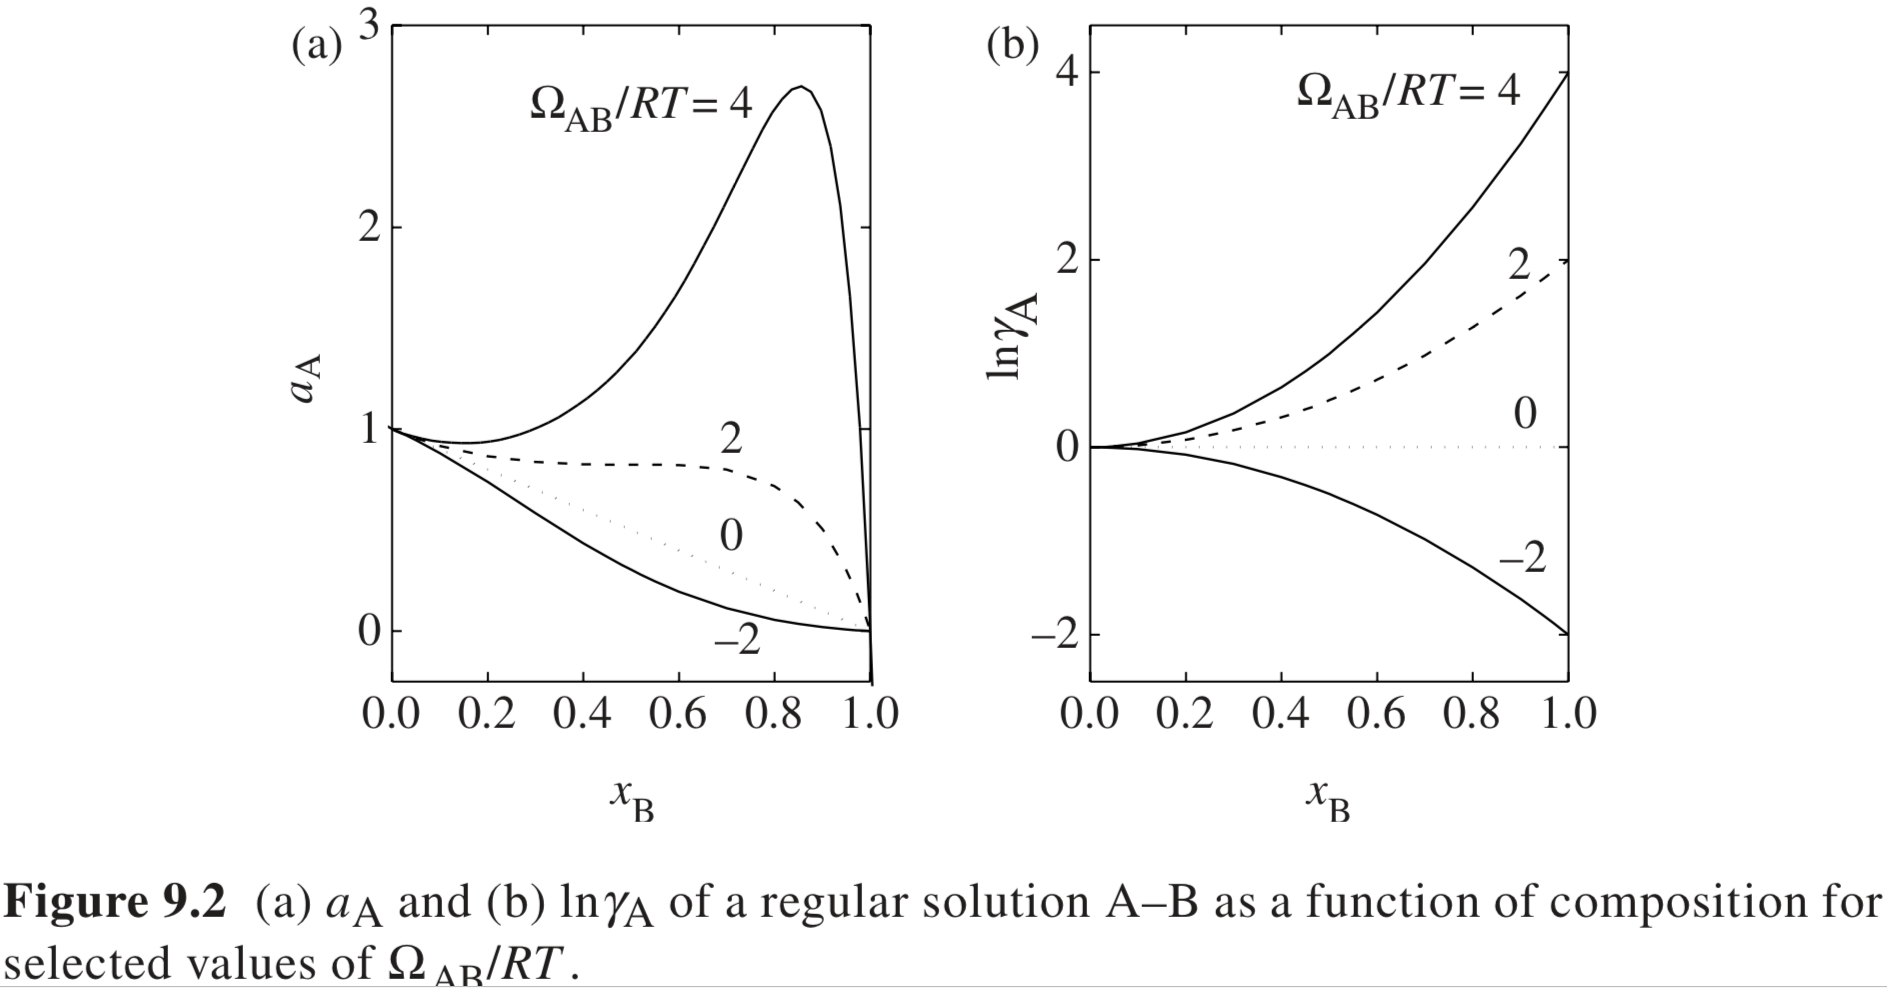 (a)
3
2
1
0
a_A
Ω_AB/RT = 4
2
0
–2
0.0 0.2 0.4 0.6 0.8 1.0
x_B
(b)
4
2
0
–2
lnγ_A
Ω_AB/RT = 4
2
0
–2
0.0 0.2 0.4 0.6 0.8 1.0
x_B
Figure 9.2 (a) a_A and (b) lnγ_A of a regular solution A–B as a function of composition for
selected values of Ω_AB/RT.